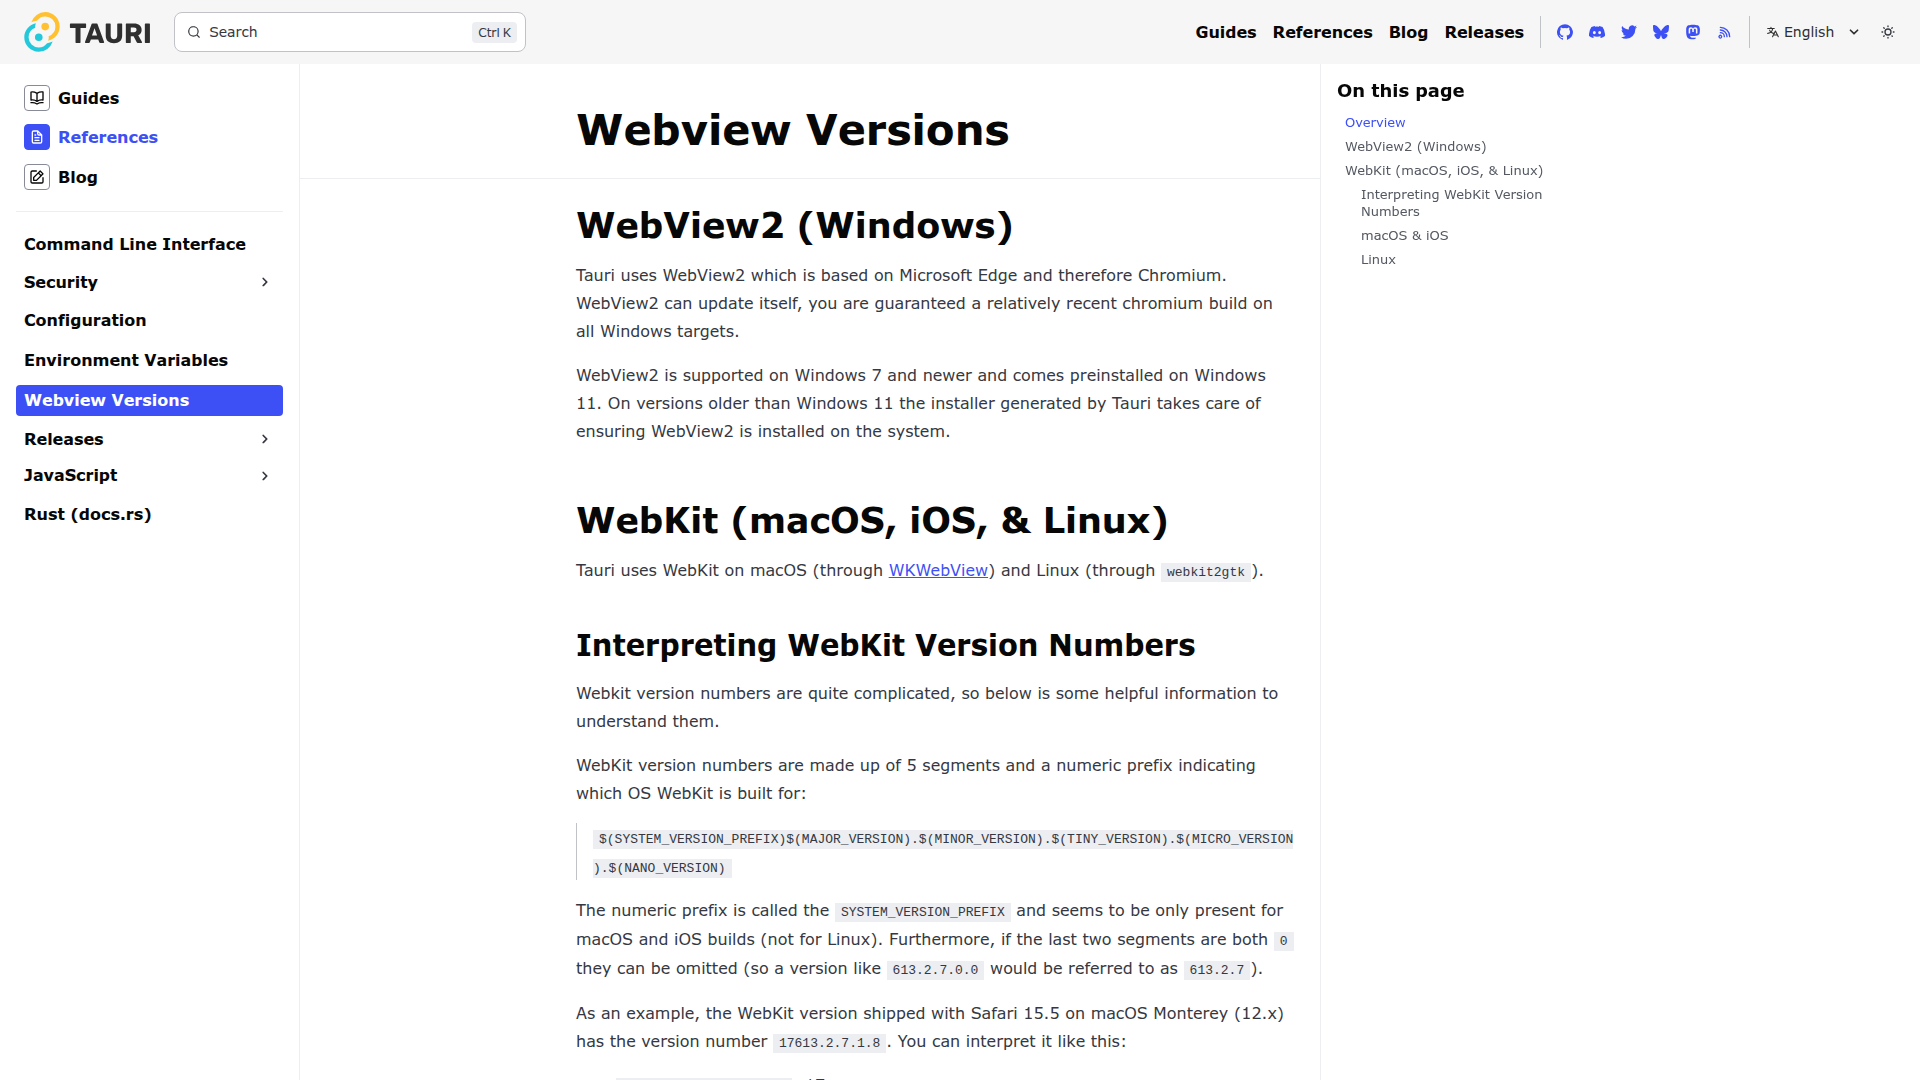 TAURI
Search
Ctrl K
Guides
References
Blog
Releases
English
Guides
References
Blog
Command Line Interface
Security
Configuration
Environment Variables
Webview Versions
Releases
JavaScript
Rust (docs.rs)
Webview Versions
WebView2 (Windows)
Tauri uses WebView2 which is based on Microsoft Edge and therefore Chromium.
WebView2 can update itself, you are guaranteed a relatively recent chromium build on
all Windows targets.
WebView2 is supported on Windows 7 and newer and comes preinstalled on Windows
11. On versions older than Windows 11 the installer generated by Tauri takes care of
ensuring WebView2 is installed on the system.
WebKit (macOS, iOS, & Linux)
Tauri uses WebKit on macOS (through WKWebView) and Linux (through webkit2gtk).
Interpreting WebKit Version Numbers
Webkit version numbers are quite complicated, so below is some helpful information to
understand them.
WebKit version numbers are made up of 5 segments and a numeric prefix indicating
which OS WebKit is built for:
$(SYSTEM_VERSION_PREFIX)$(MAJOR_VERSION).$(MINOR_VERSION).$(TINY_VERSION).$(MICRO_VERSION
).$(NANO_VERSION)
The numeric prefix is called the SYSTEM_VERSION_PREFIX and seems to be only present for
macOS and iOS builds (not for Linux). Furthermore, if the last two segments are both 0
they can be omitted (so a version like 613.2.7.0.0 would be referred to as 613.2.7).
As an example, the WebKit version shipped with Safari 15.5 on macOS Monterey (12.x)
has the version number 17613.2.7.1.8. You can interpret it like this:
On this page
Overview
WebView2 (Windows)
WebKit (macOS, iOS, & Linux)
Interpreting WebKit Version
Numbers
macOS & iOS
Linux